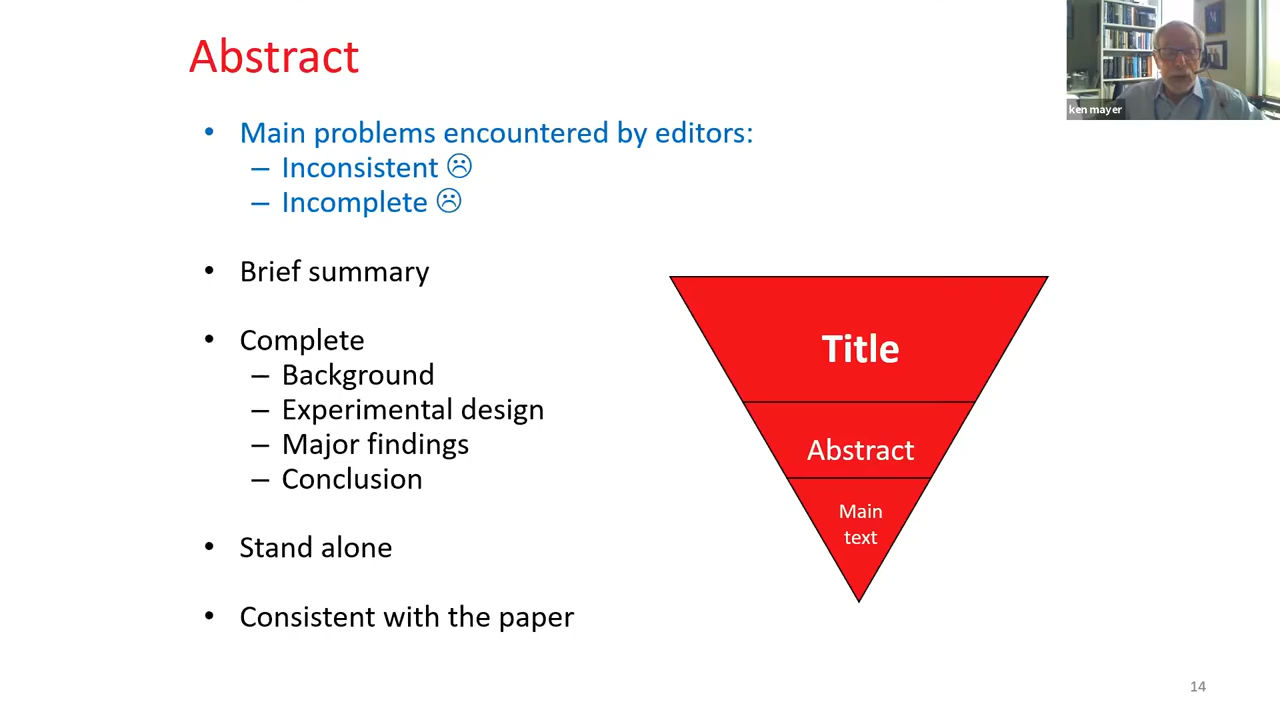 Abstract
ken mayer
• Main problems encountered by editors:
– Inconsistent ☹
– Incomplete ☹
• Brief summary
• Complete
– Background
– Experimental design
– Major findings
– Conclusion
• Stand alone
• Consistent with the paper
Title
Abstract
Main
text
14